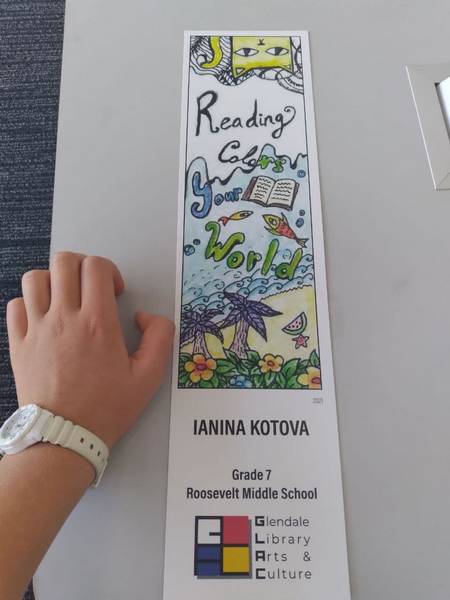 Reading
Colors
Your
World
2021
IANINA KOTOVA
Grade 7
Roosevelt Middle School
Glendale
Library
Arts &
Culture